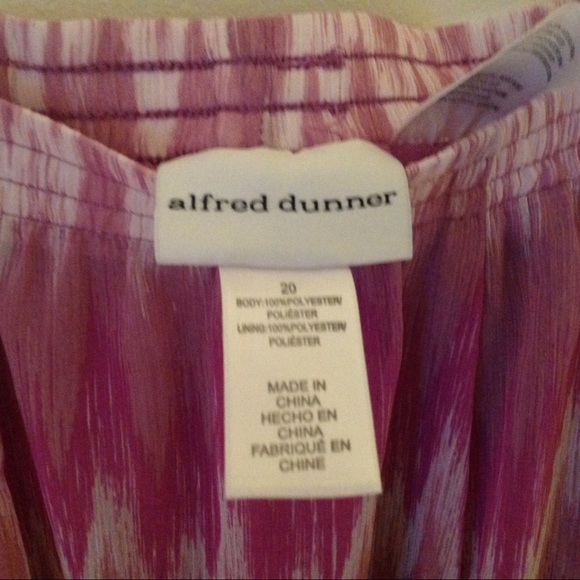 alfred dunner
20
BODY:100%POLYESTER/
POLIÉSTER
LINING:100%POLYESTER/
POLIÉSTER
MADE IN
CHINA
HECHO EN
CHINA
FABRIQUÉ EN
CHINE